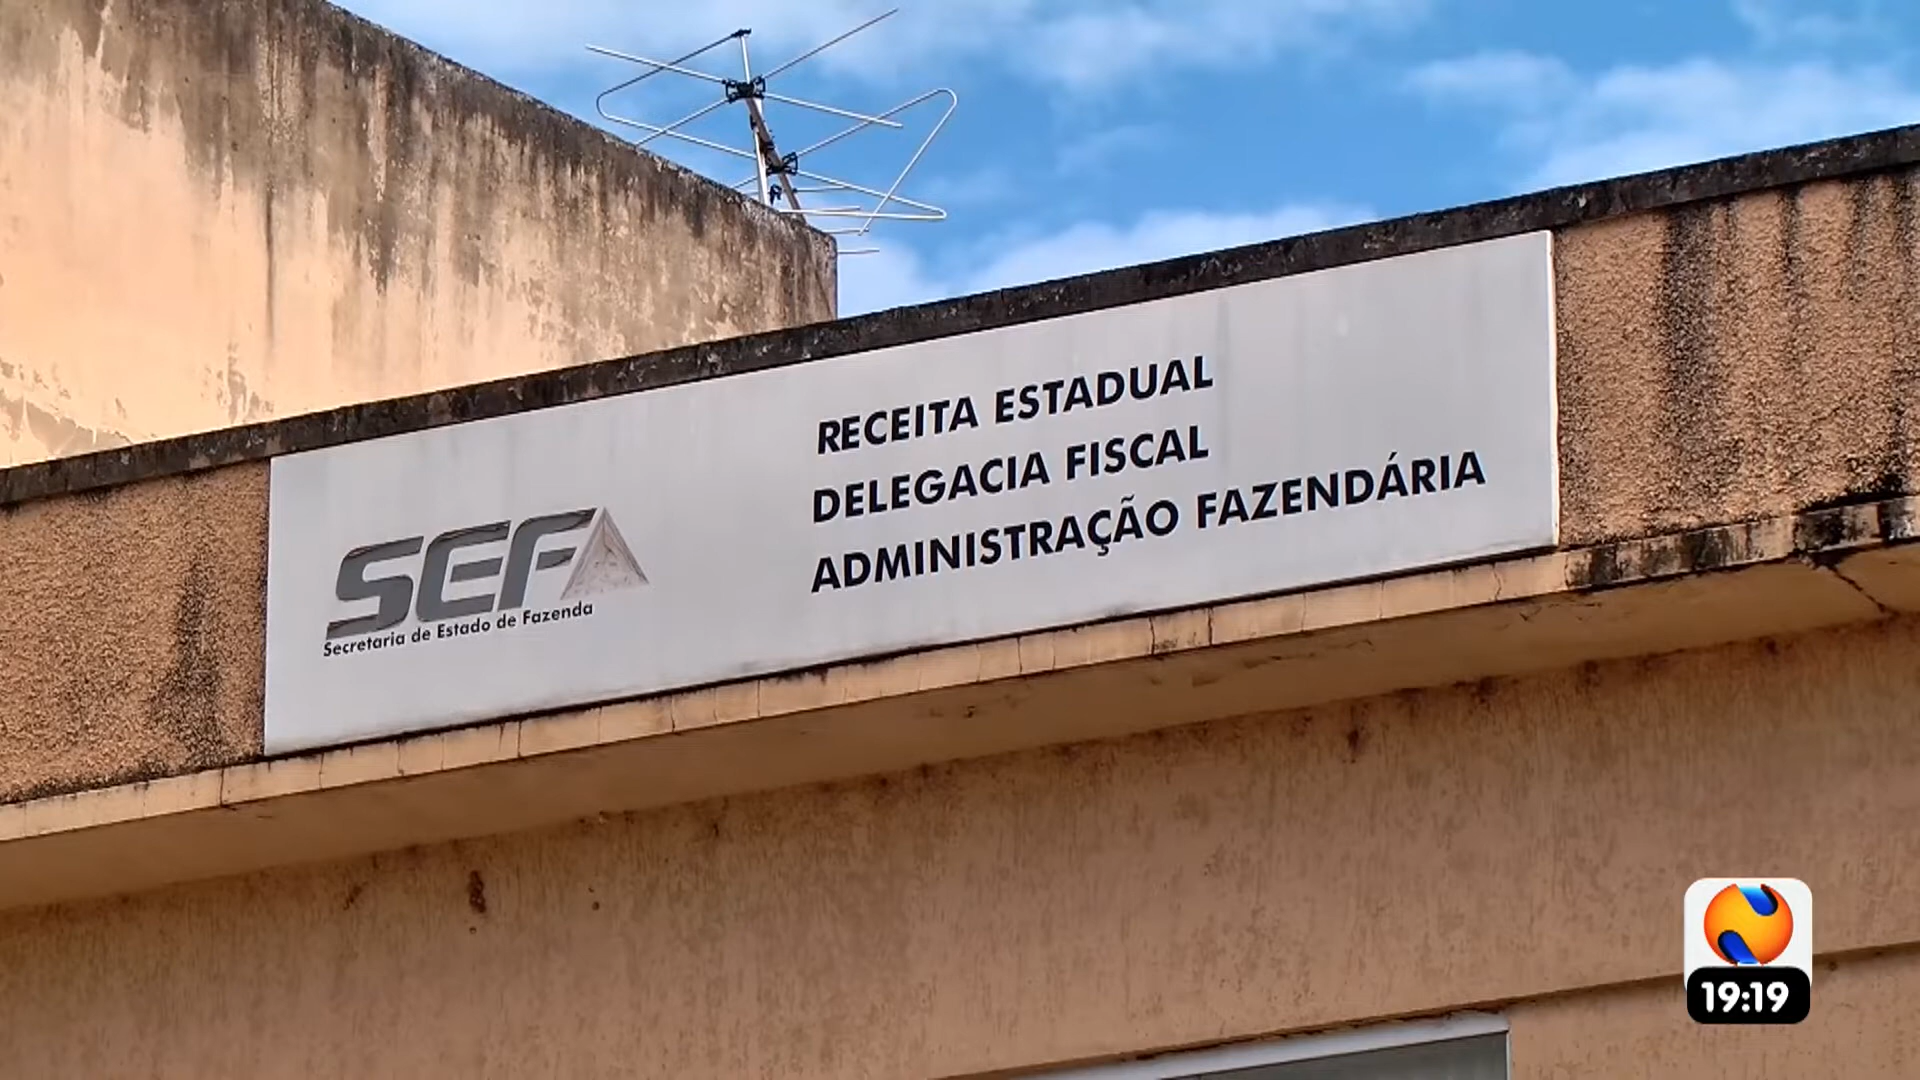 RECEITA ESTADUAL
DELEGACIA FISCAL
ADMINISTRAÇÃO FAZENDÁRIA
SEF
Secretaria de Estado de Fazenda
19:19